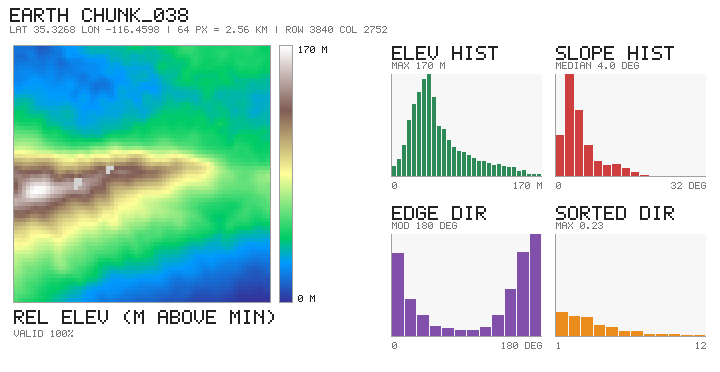 EARTH CHUNK_038
LAT 35.3268 LON -116.4598 | 64 PX = 2.56 KM | ROW 3840 COL 2752
170 M
0 M
REL ELEV (M ABOVE MIN)
VALID 100%
ELEV HIST
MAX 170 M
0 170 M
SLOPE HIST
MEDIAN 4.0 DEG
0 32 DEG
EDGE DIR
MOD 180 DEG
0 180 DEG
SORTED DIR
MAX 0.23
1 12